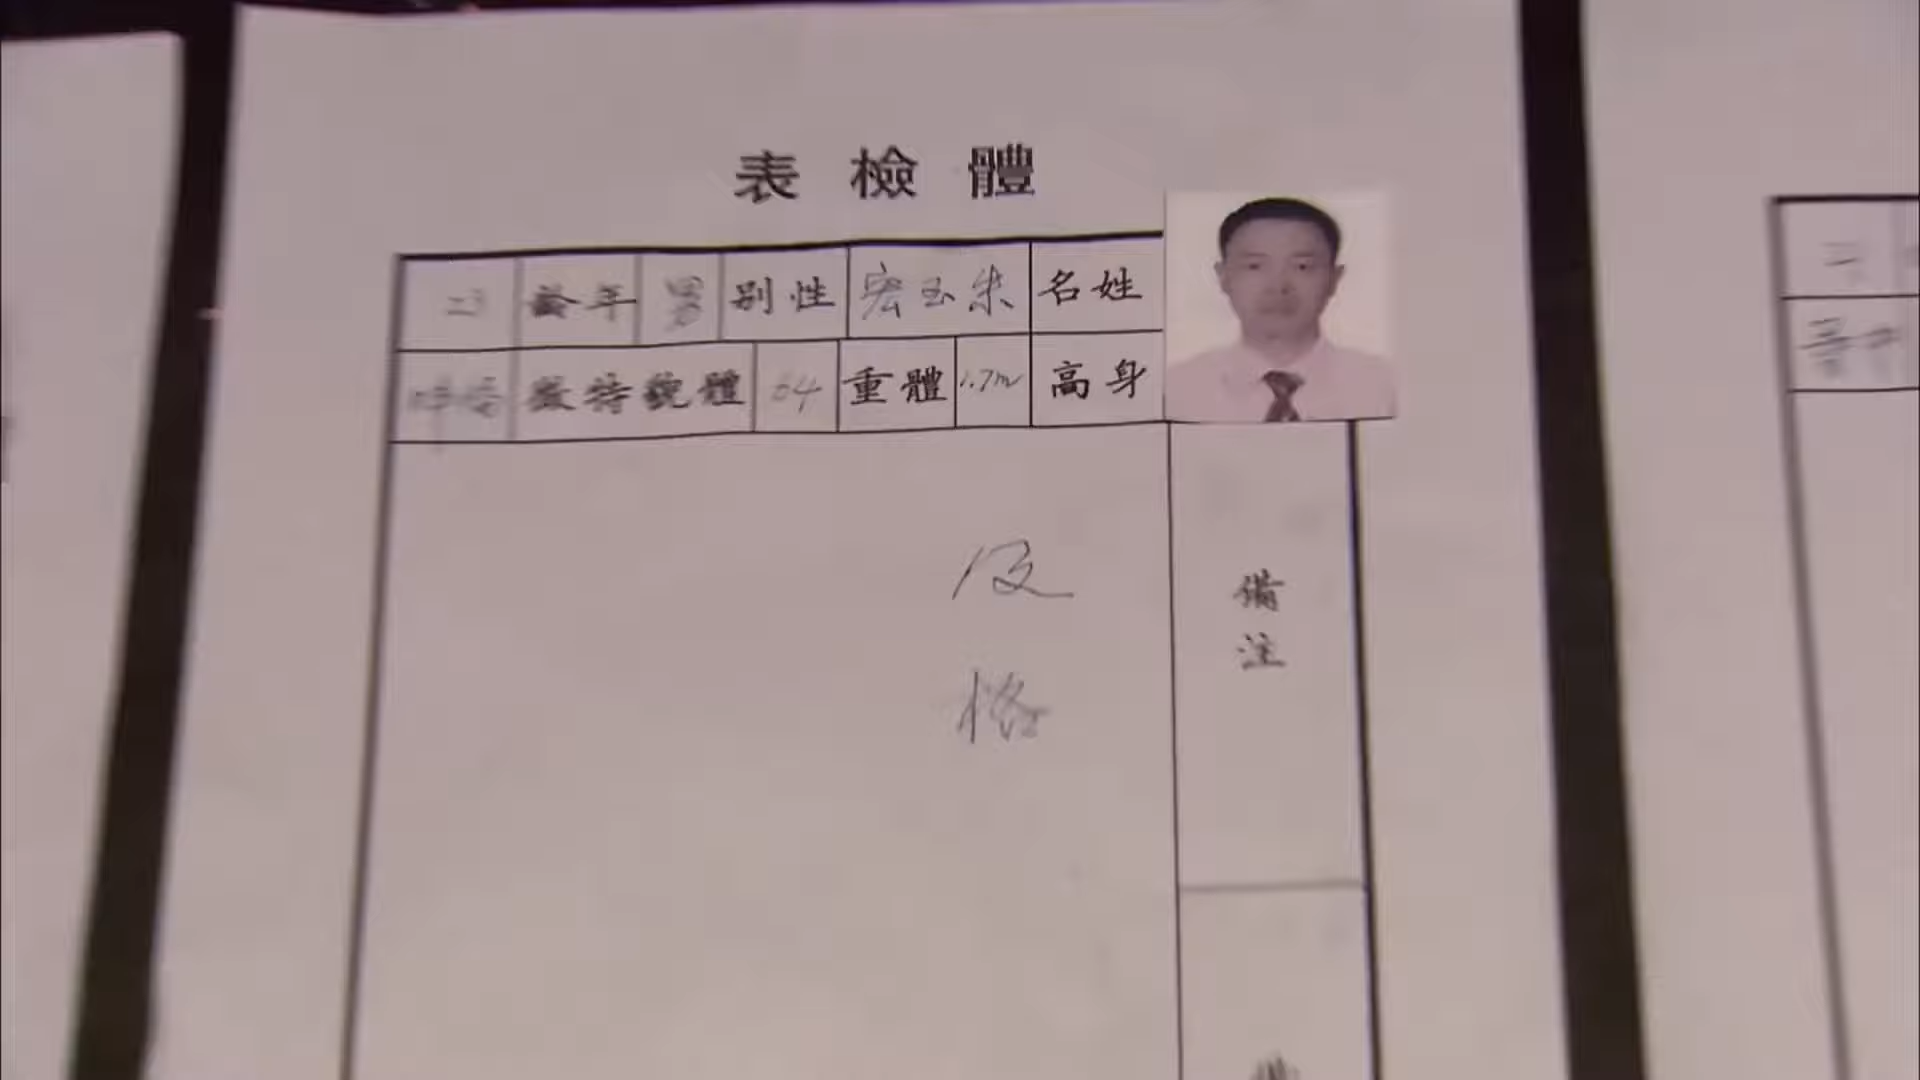 體檢表
姓名 朱玉宏 性别 男 年齡
身高 1.7m 體重 64 體貌特徵
備注
及格